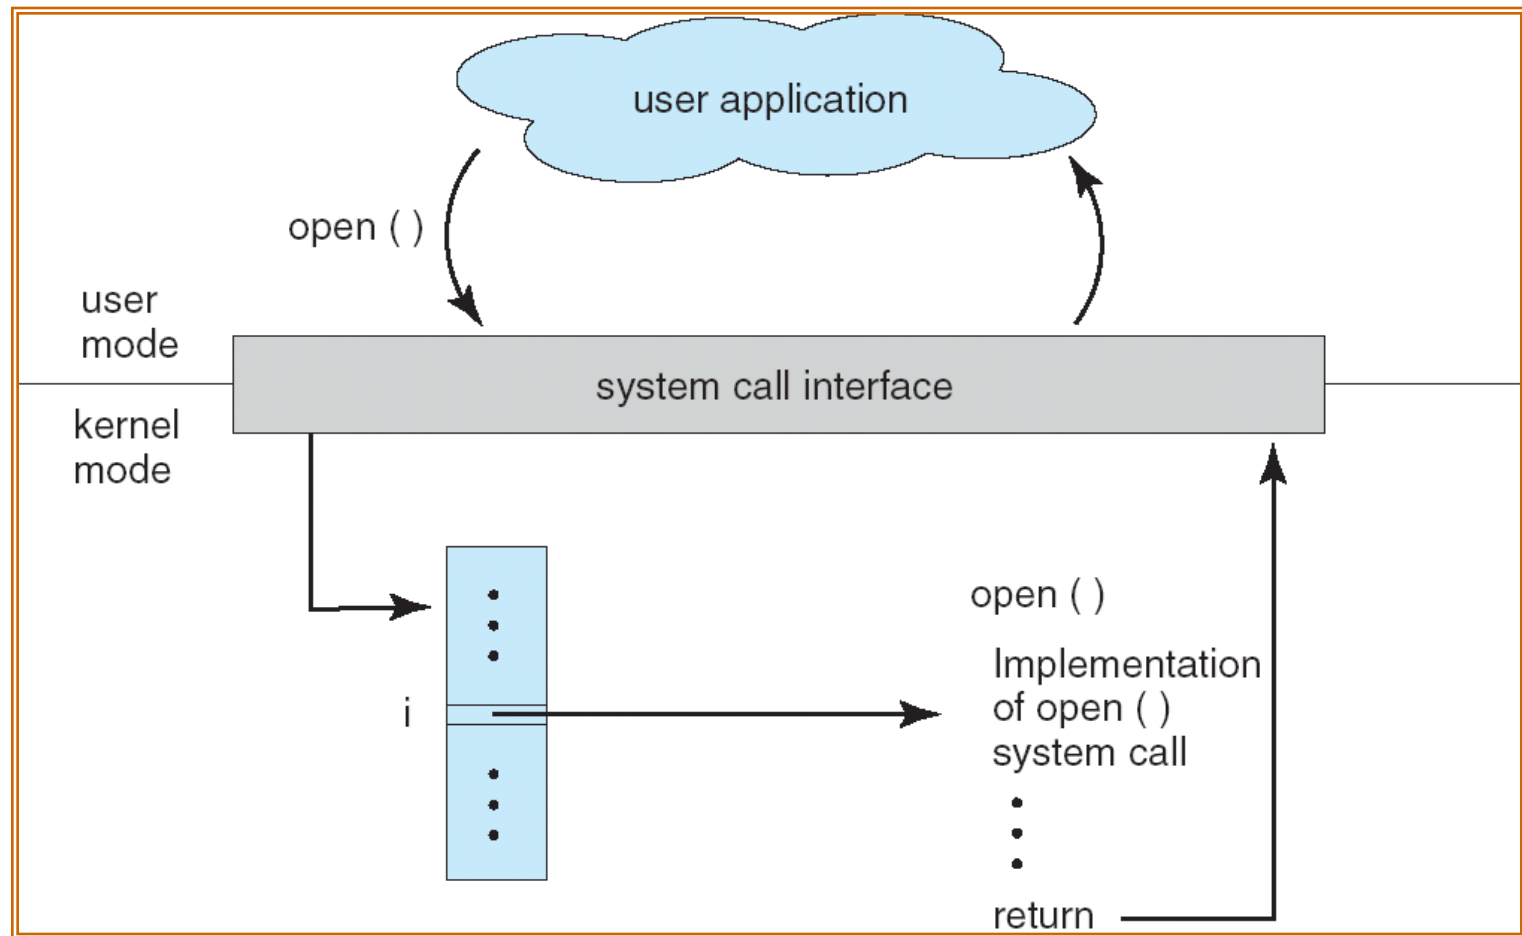 user application
open ( )
user
mode
system call interface
kernel
mode
open ( )
Implementation
of open ( )
system call
i
return